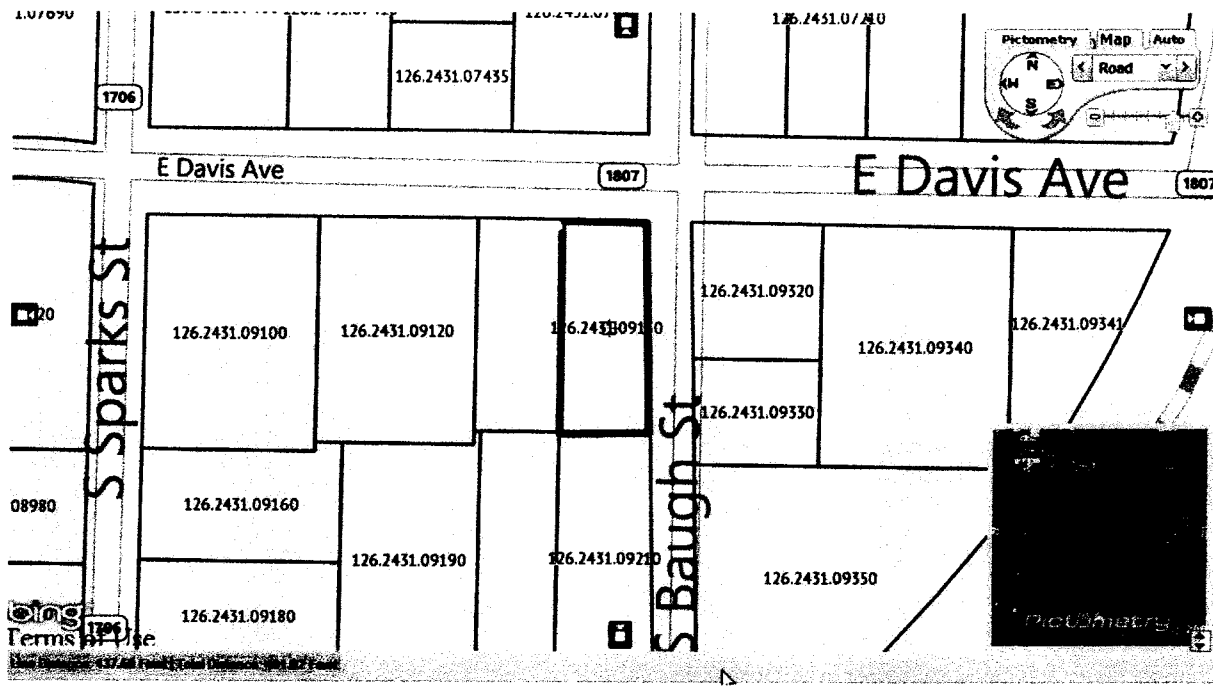 126.2431.07210
Pictometry
Map
Auto
N
W
E
S
Road
126.2431.07435
1706
E Davis Ave
1807
E Davis Ave
1807
S Sparks St
126.2431.09100
126.2431.09120
126.2431.09320
126.2431.09340
126.2431.09341
126.2431.09330
S Baugh St
08980
126.2431.09160
126.2431.09190
126.2431.09210
126.2431.09350
126.2431.09180
bing
Terms of Use
Pictometry